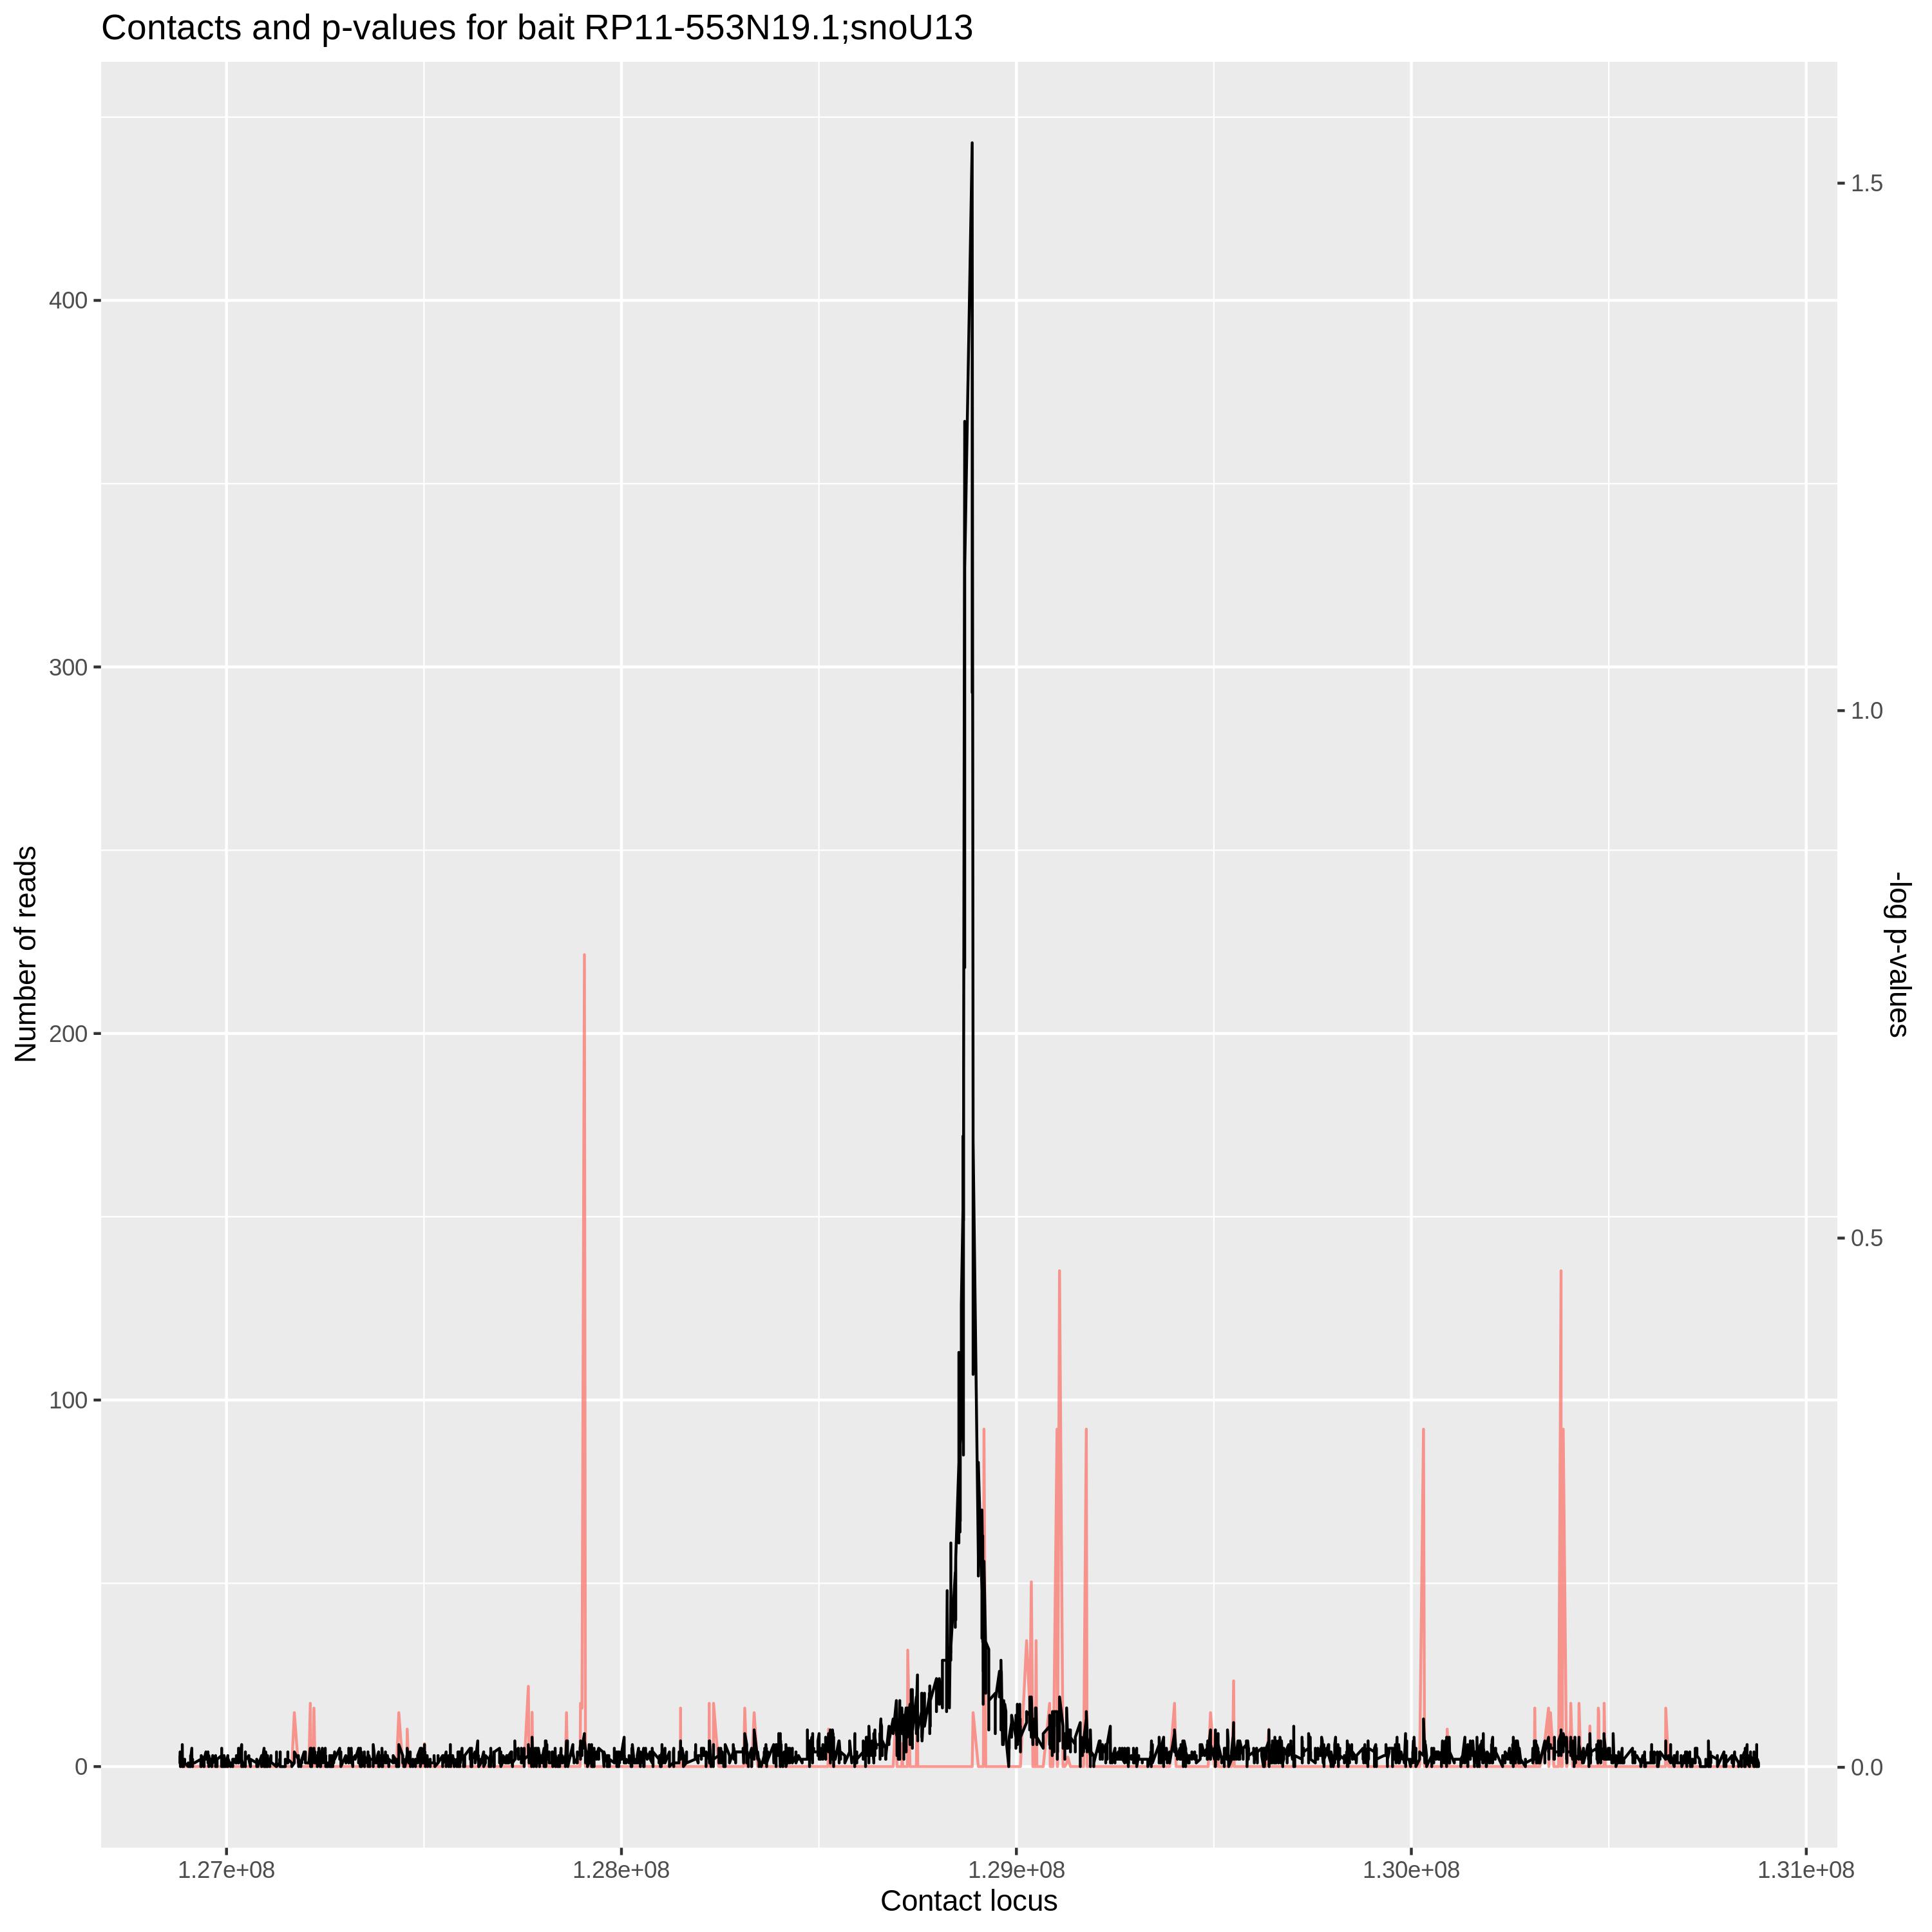 Contacts and p-values for bait RP11-553N19.1;snoU13
400
300
200
100
0
Number of reads
1.5
1.0
0.5
0.0
-log p-values
1.27e+08
1.28e+08
1.29e+08
1.30e+08
1.31e+08
Contact locus